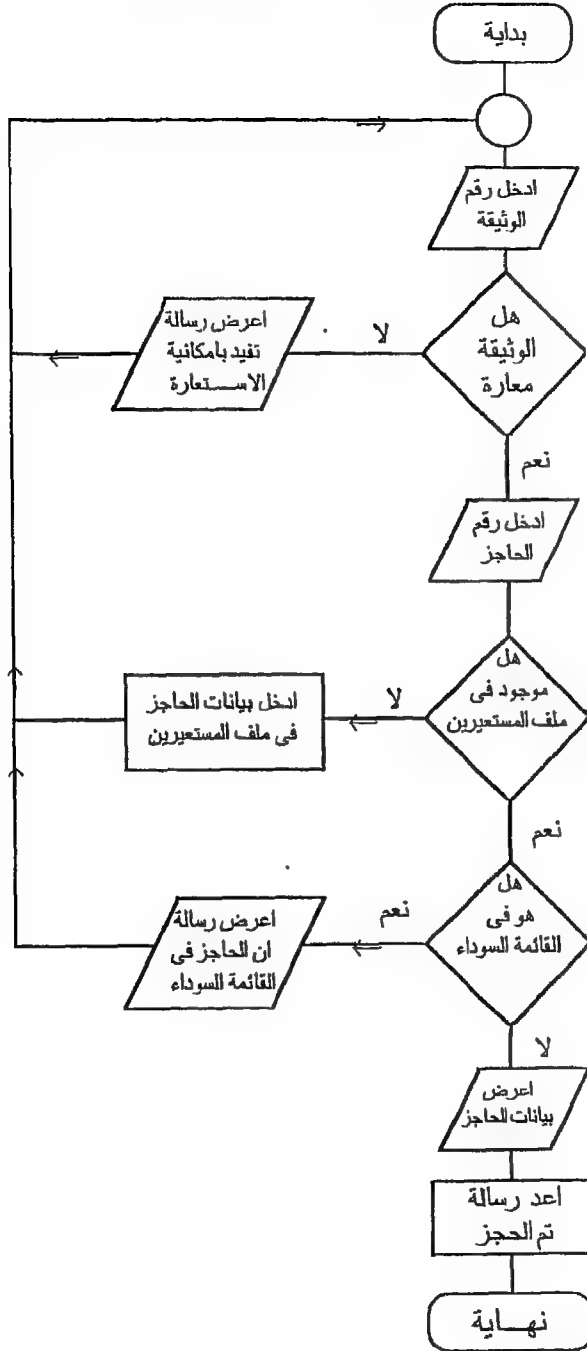 بداية
ادخل رقم
الوثيقة
هل
الوثيقة
معارة
لا
اعرض رسالة
تفيد بامكانية
الاســتعارة
نعم
ادخل رقم
الحاجز
هل
موجود فى
ملف المستعيرين
لا
ادخل بيانات الحاجز
فى ملف المستعيرين
نعم
هل
هو فى
القائمة السوداء
نعم
اعرض رسالة
ان الحاجز فى
القائمة السوداء
لا
اعرض
بيانات الحاجز
اعد رسالة
تم الحجز
نهــاية